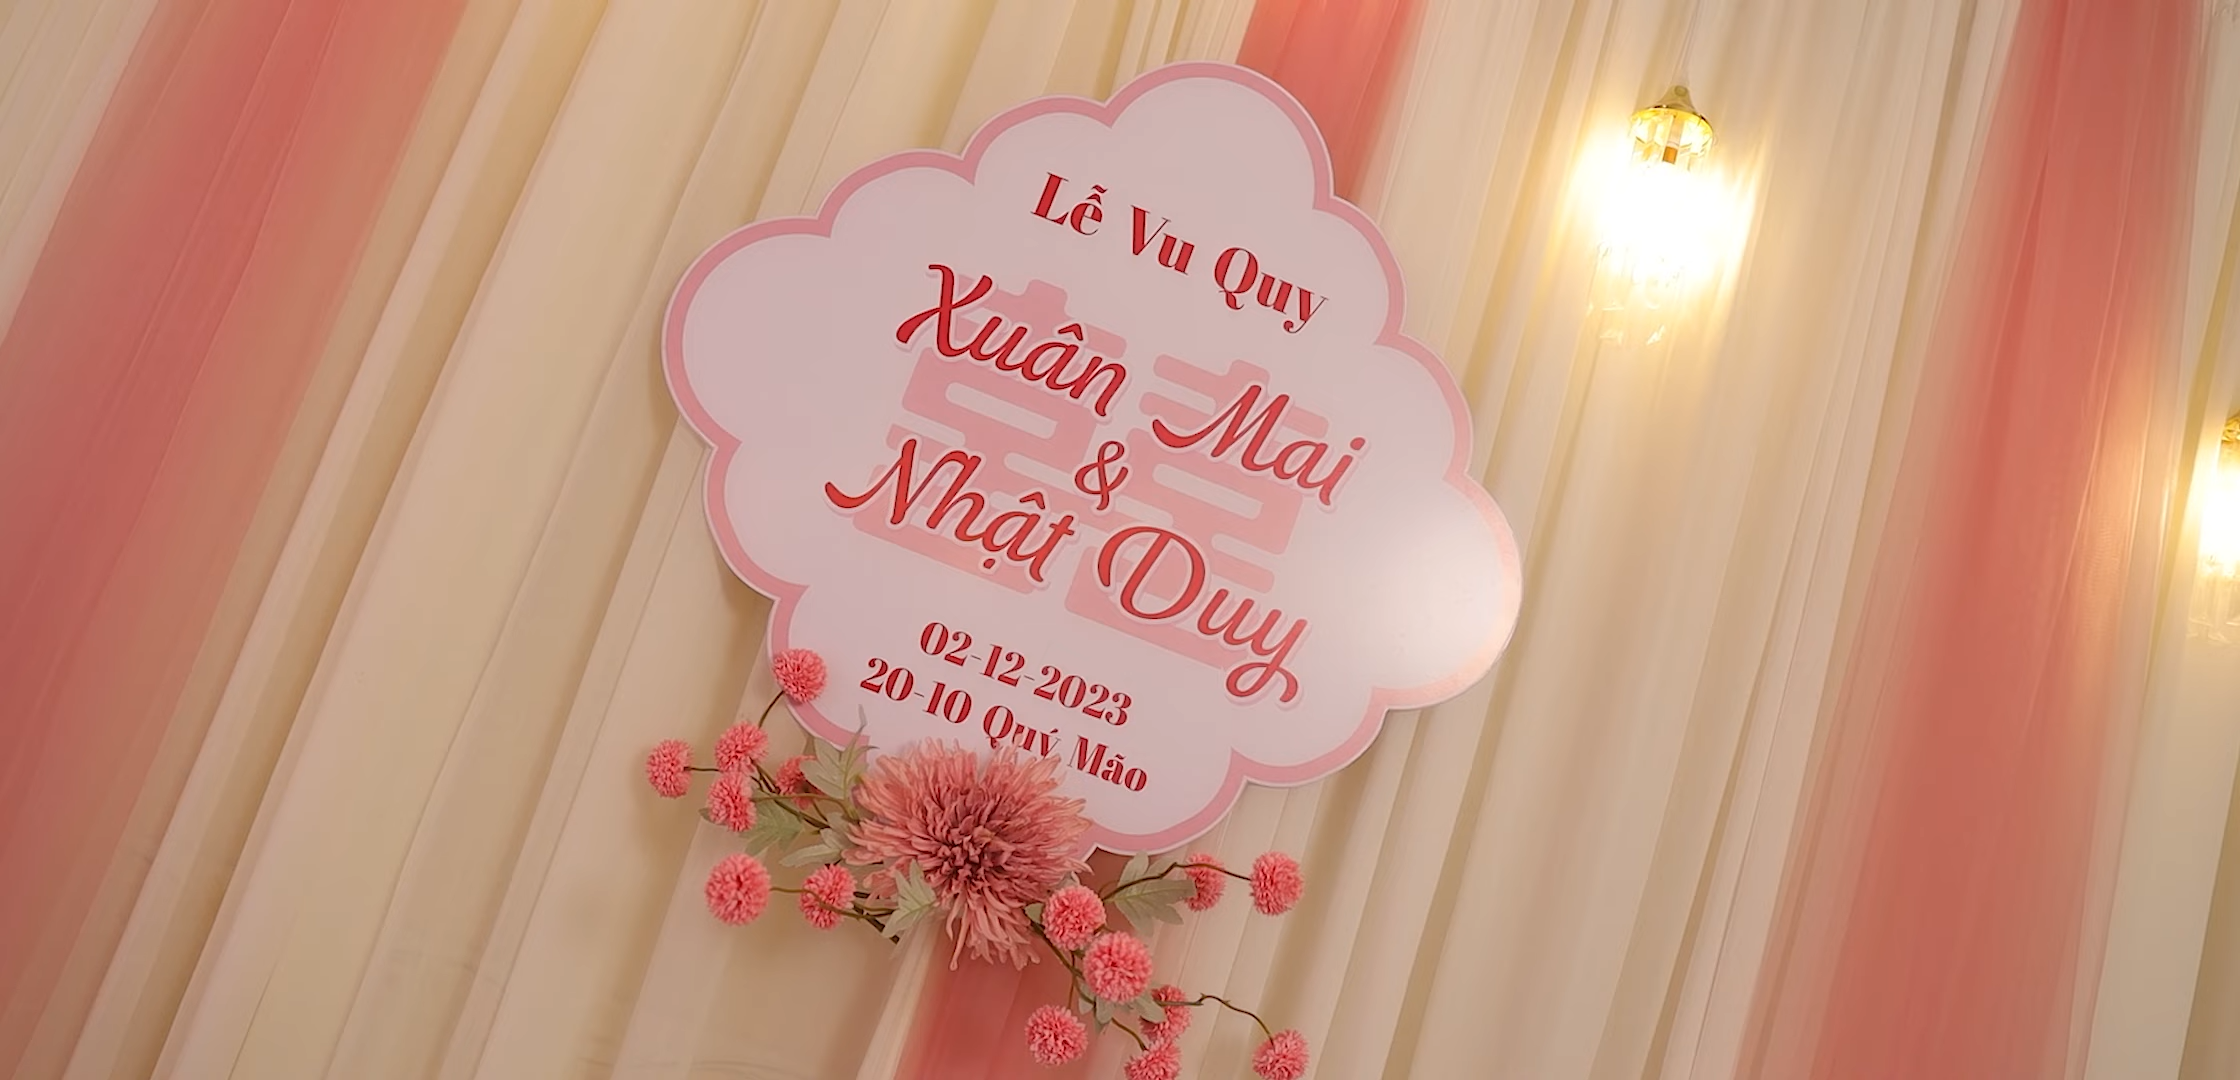 Lễ Vu Quy
Xuân Mai
&
Nhật Duy
02-12-2023
20-10 Quý Mão